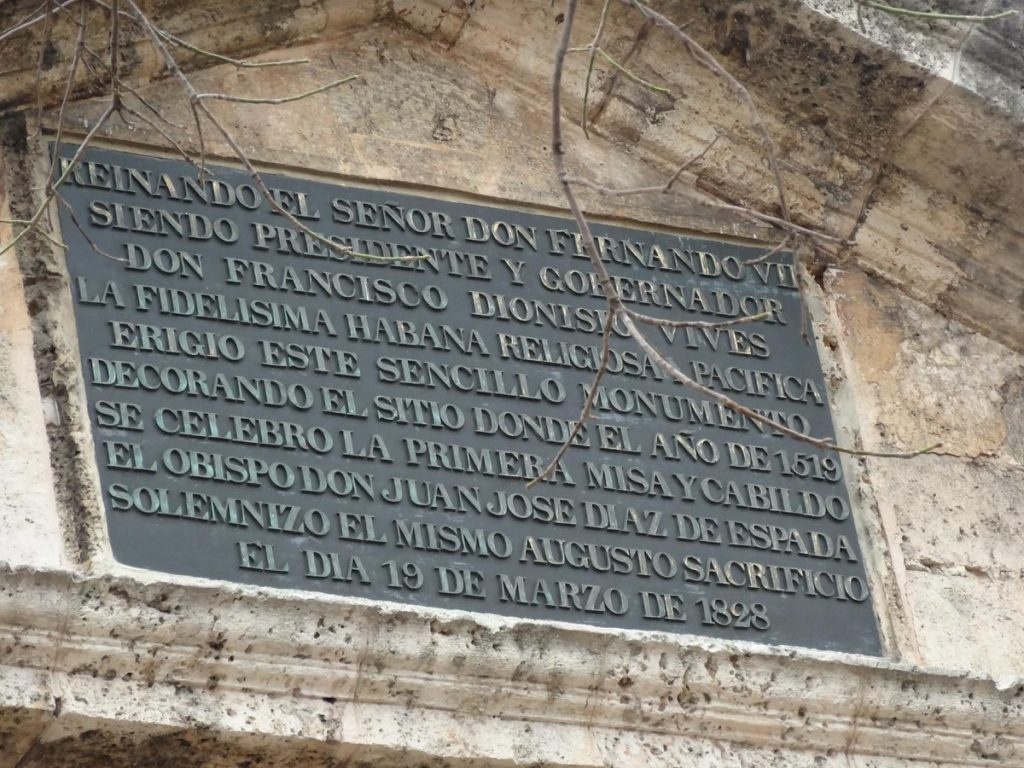 REINANDO EL SEÑOR DON FERNANDO VII
SIENDO PRESIDENTE Y GOBERNADOR
DON FRANCISCO DIONISIO VIVES
LA FIDELISIMA HABANA RELIGIOSA Y PACIFICA
ERIGIO ESTE SENCILLO MONUMENTO
DECORANDO EL SITIO DONDE EL AÑO DE 1519
SE CELEBRO LA PRIMERA MISA Y CABILDO
EL OBISPO DON JUAN JOSE DIAZ DE ESPADA
SOLEMNIZO EL MISMO AUGUSTO SACRIFICIO
EL DIA 19 DE MARZO DE 1828